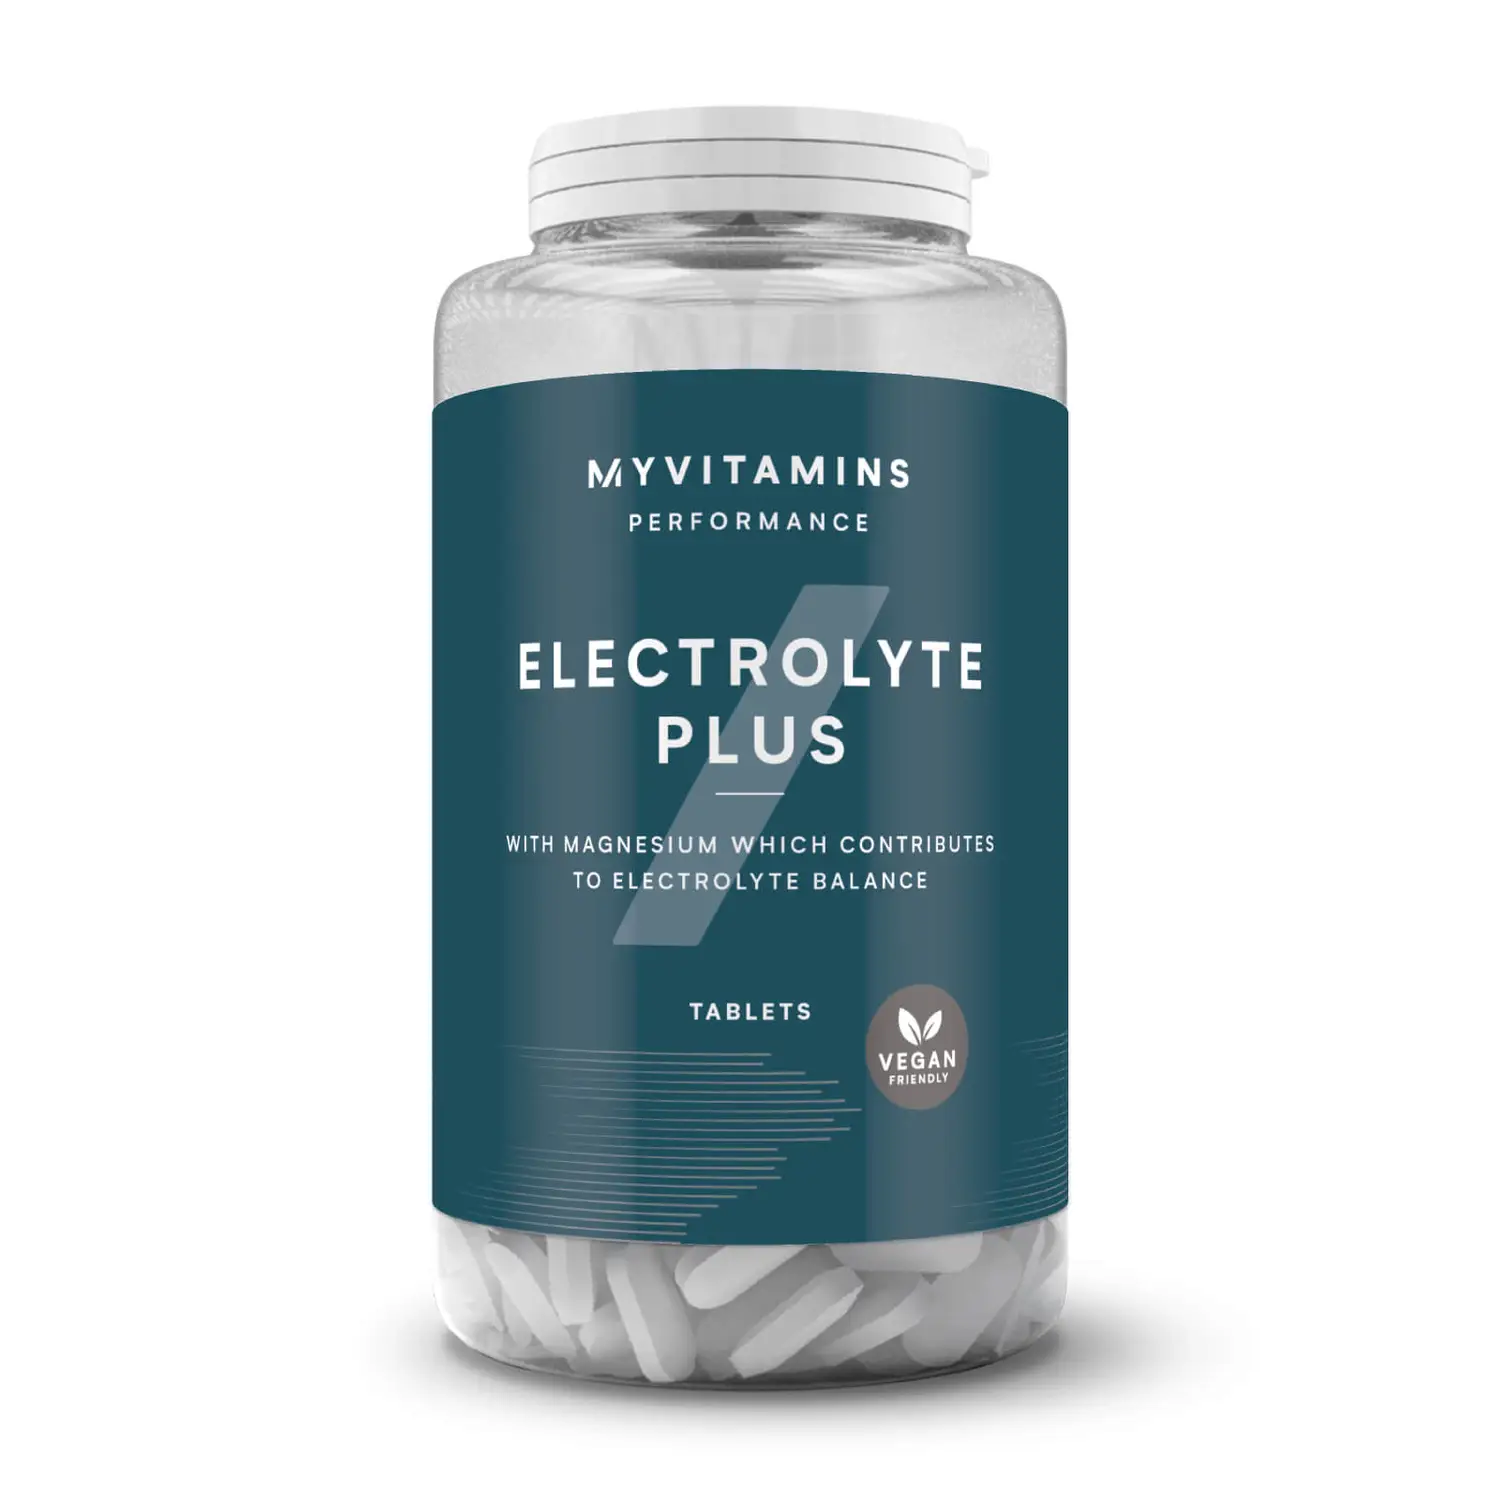 MYVITAMINS
PERFORMANCE
ELECTROLYTE
PLUS
WITH MAGNESIUM WHICH CONTRIBUTES
TO ELECTROLYTE BALANCE
TABLETS
VEGAN
FRIENDLY